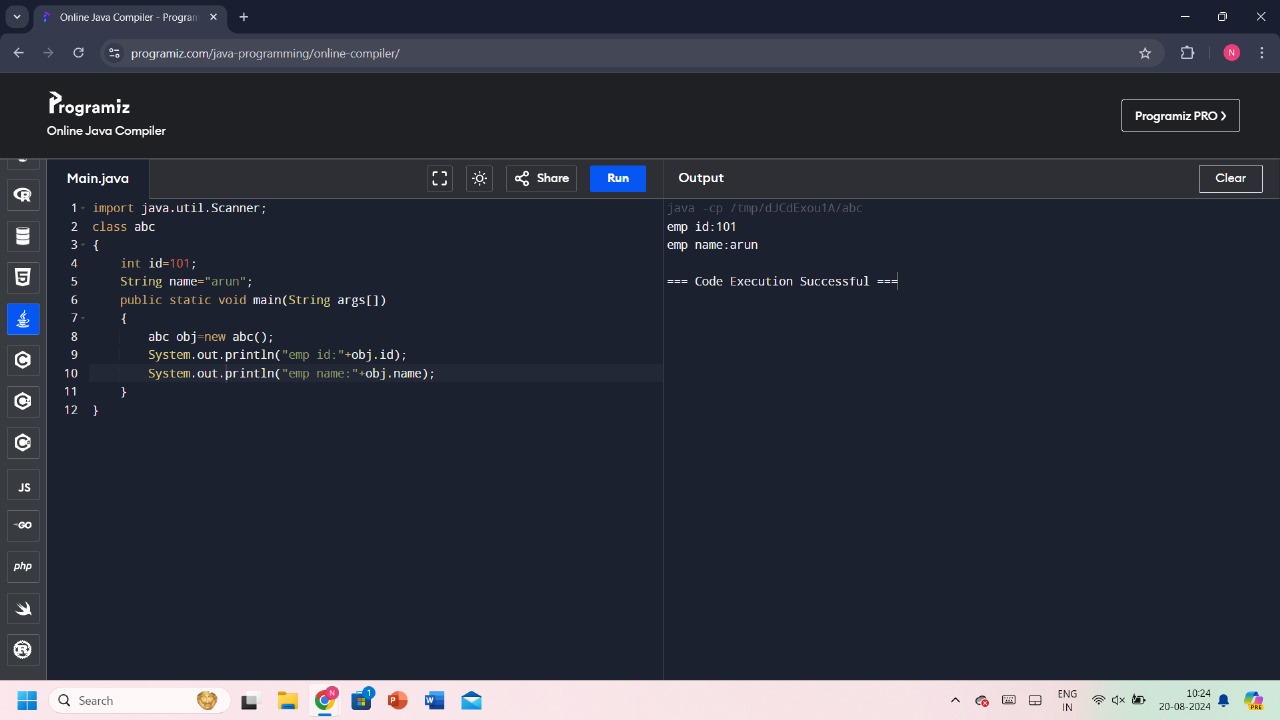 Online Java Compiler - Program
programiz.com/java-programming/online-compiler/
N
Programiz
Online Java Compiler
Programiz PRO ❯
Main.java
Share
Run
Output
Clear
1 import java.util.Scanner;
2 class abc
3 {
4 int id=101;
5 String name="arun";
6 public static void main(String args[])
7 {
8 abc obj=new abc();
9 System.out.println("emp id:"+obj.id);
10 System.out.println("emp name:"+obj.name);
11 }
12 }
java -cp /tmp/dJCdExou1A/abc
emp id:101
emp name:arun
=== Code Execution Successful ===
R
5
C
C
C
JS
GO
php
R
Search
N
1
P
W
ENG
IN
10:24
20-08-2024
PRE